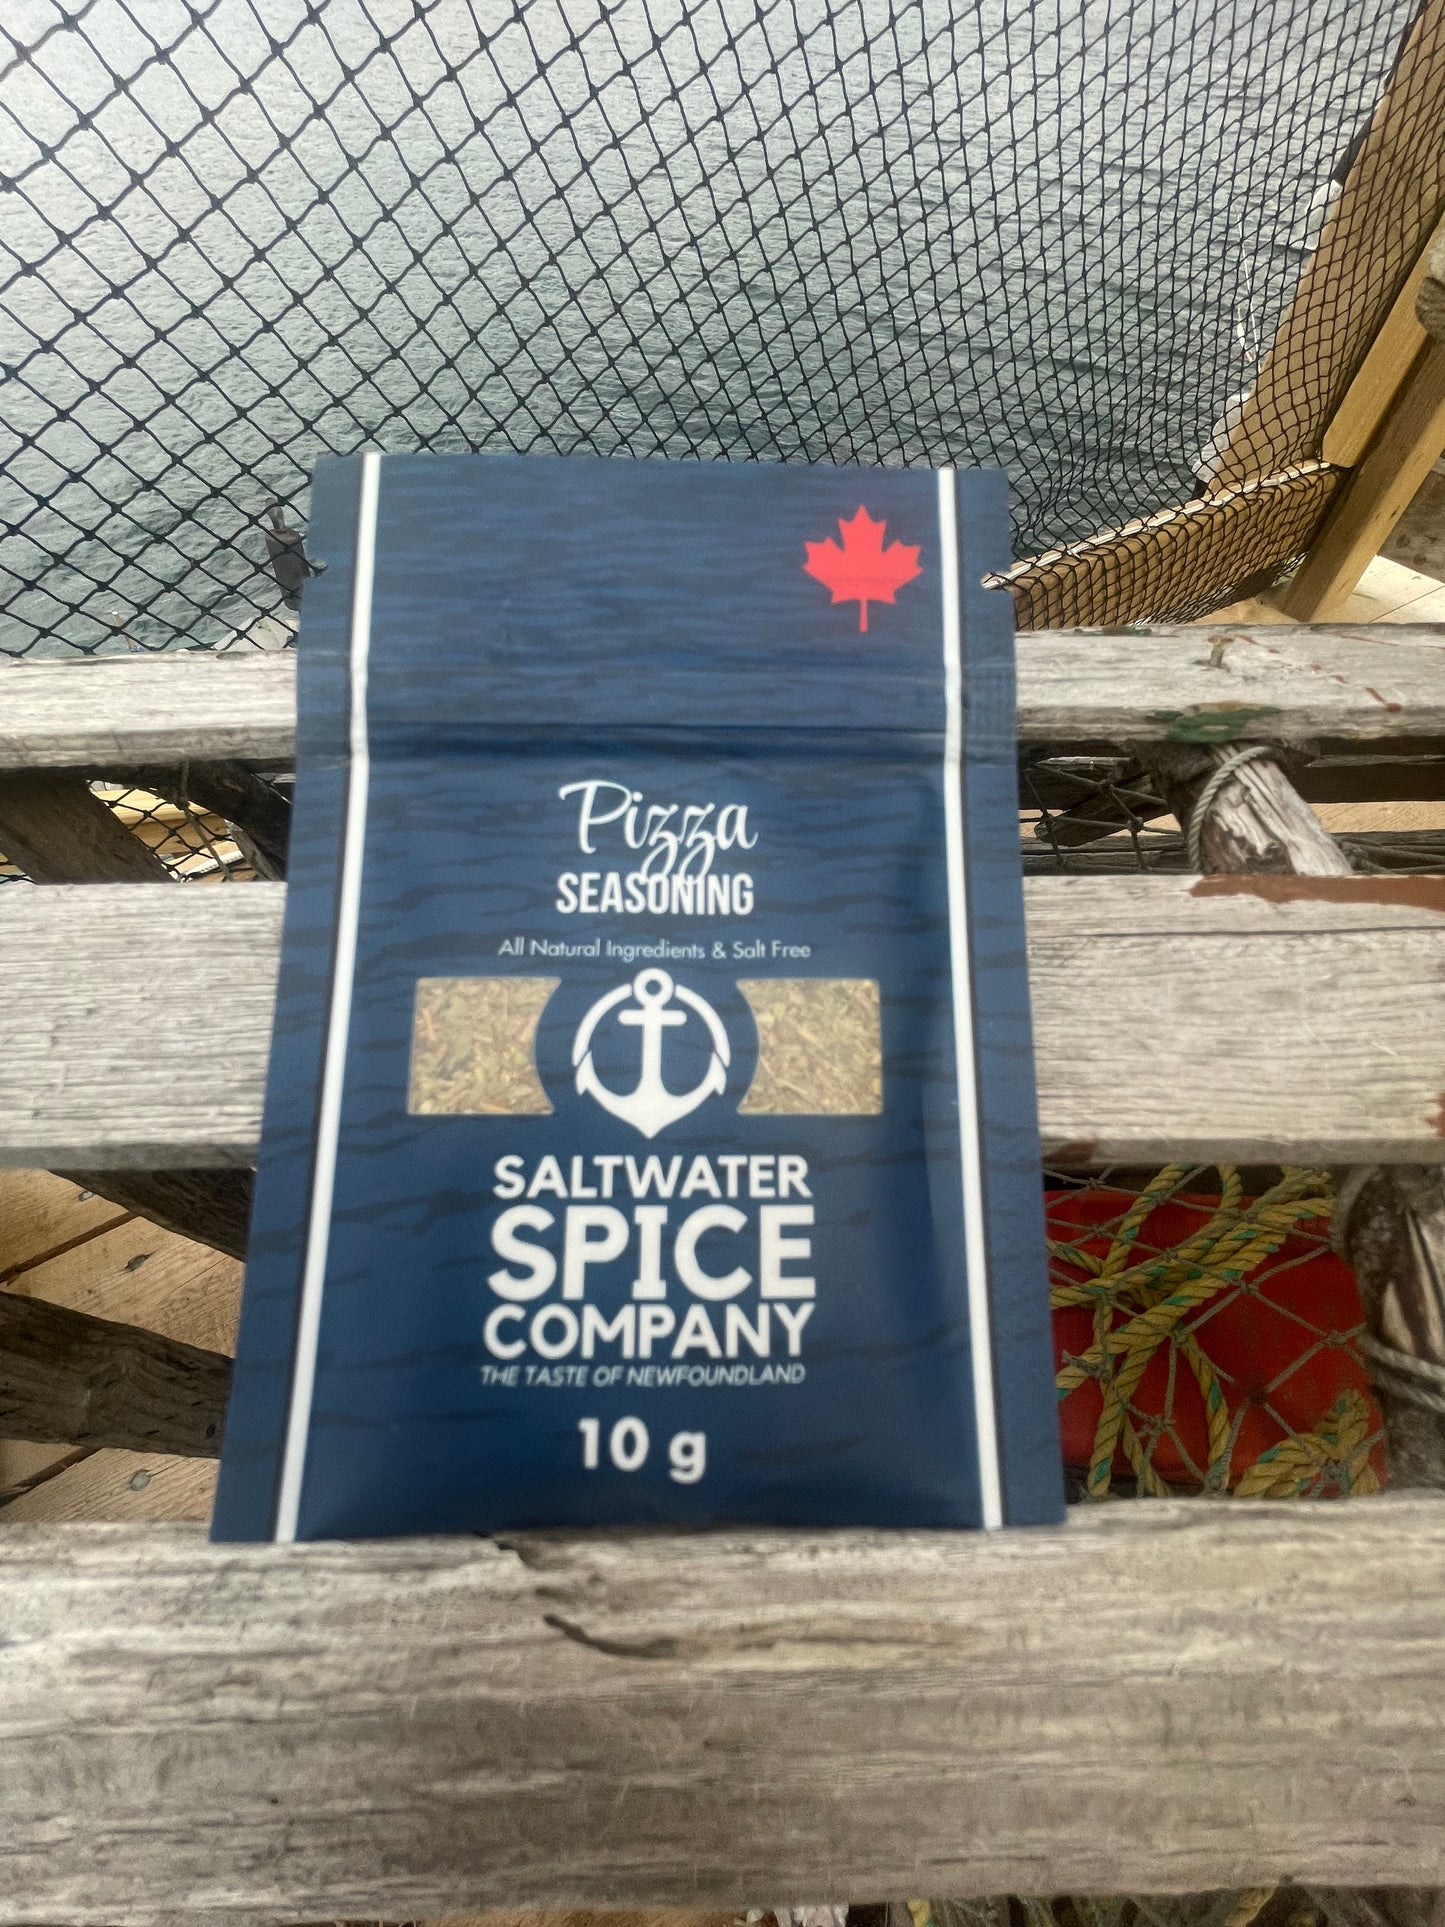 Pizza
SEASONING
All Natural Ingredients & Salt Free
SALTWATER
SPICE
COMPANY
THE TASTE OF NEWFOUNDLAND
10 g